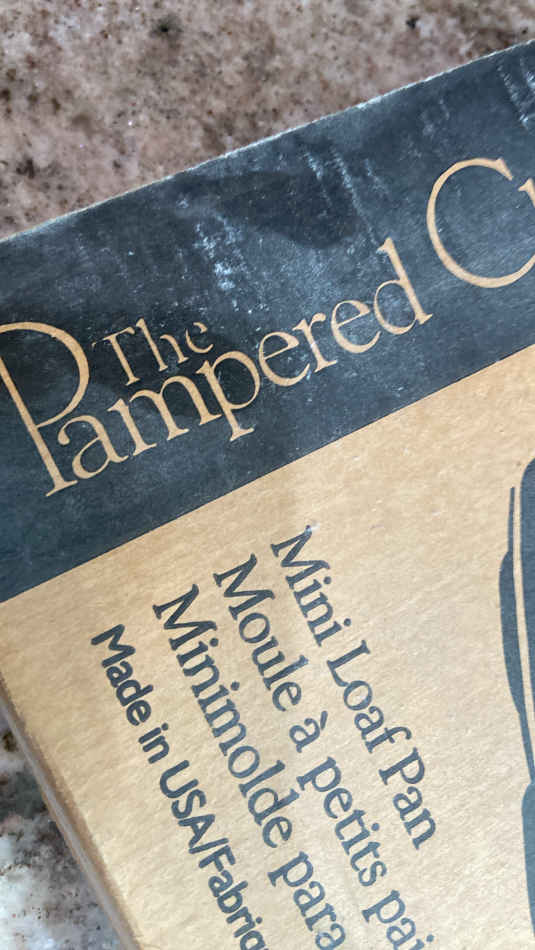 The
Pampered
Mini Loaf Pan
Moule à petits
Minimolde para
Made in USA/